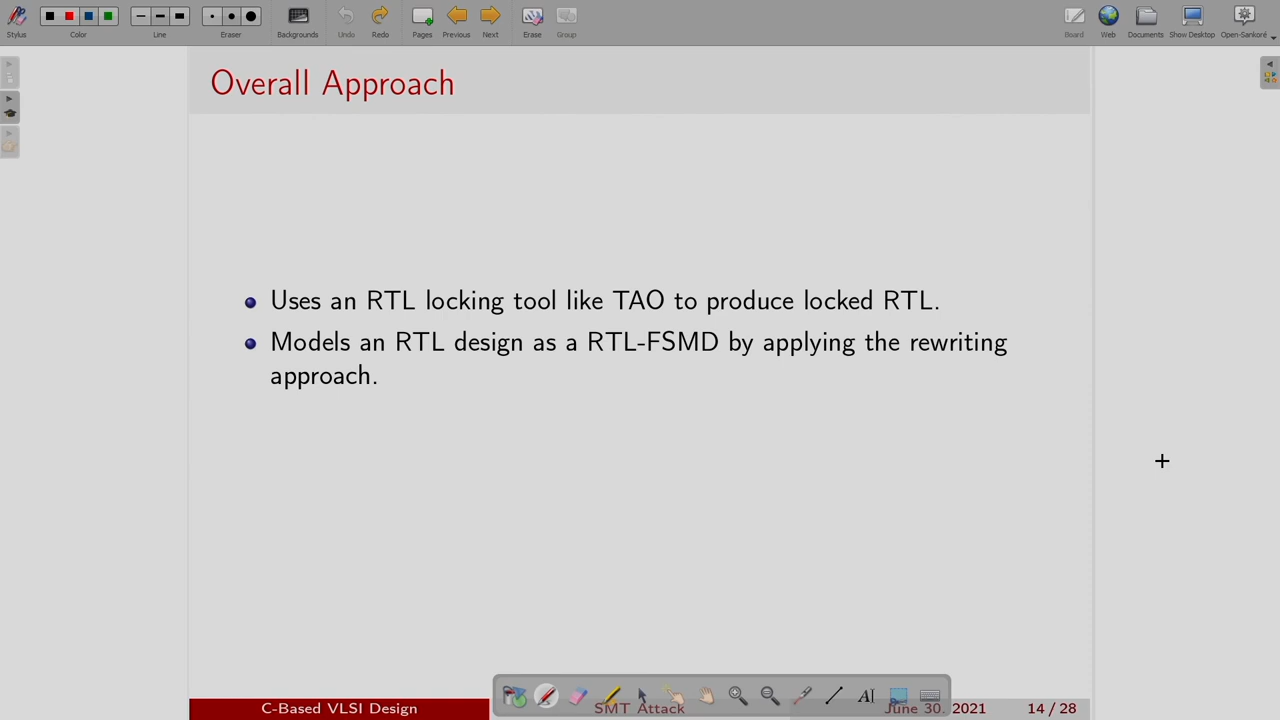 Stylus Color Line Eraser Backgrounds Undo Redo Pages Previous Next Erase Group Board Web Documents Show Desktop Open-Sankoré
Overall Approach
Uses an RTL locking tool like TAO to produce locked RTL.
Models an RTL design as a RTL-FSMD by applying the rewriting
approach.
C-Based VLSI Design SMT Attack June 30, 2021 14 / 28